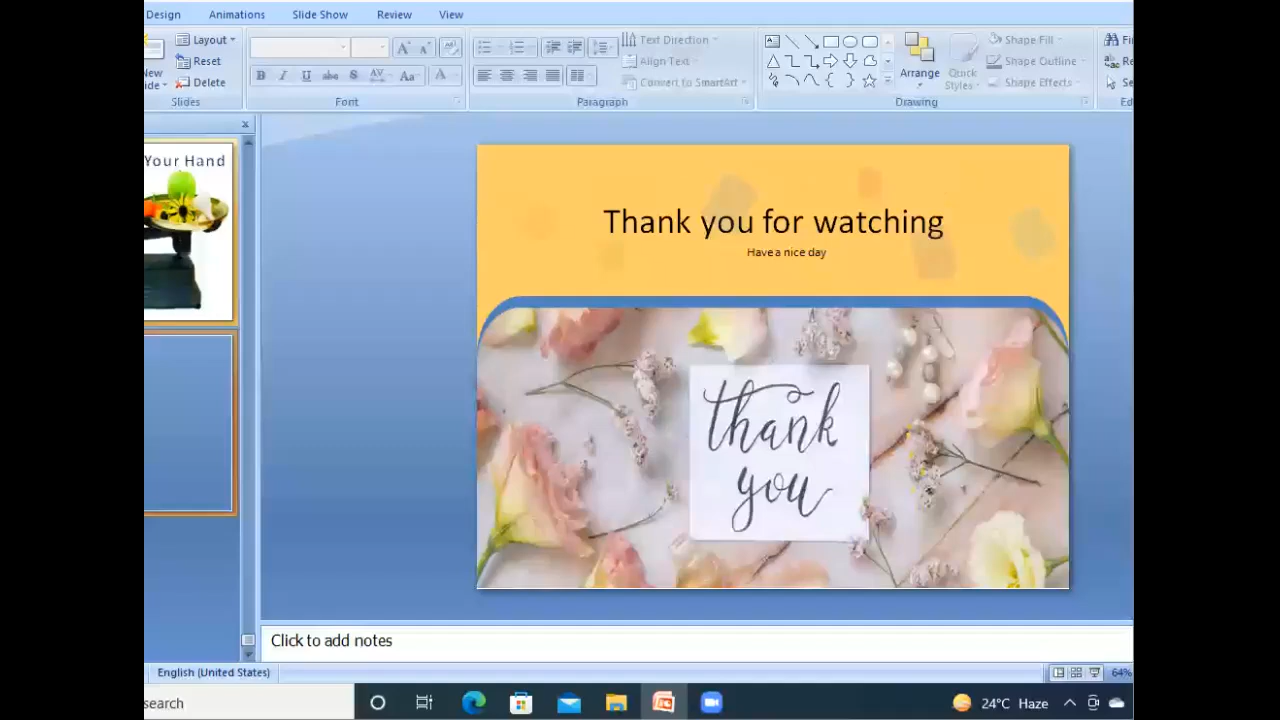 Design Animations Slide Show Review View
Layout
Reset
Delete
Slides
Font
Text Direction
Align Text
Convert to SmartArt
Paragraph
Arrange
Quick
Styles
Shape Fill
Shape Outline
Shape Effects
Drawing
Your Hand
Thank you for watching
Have a nice day
thank
you
Click to add notes
English (United States)
64%
24°C Haze